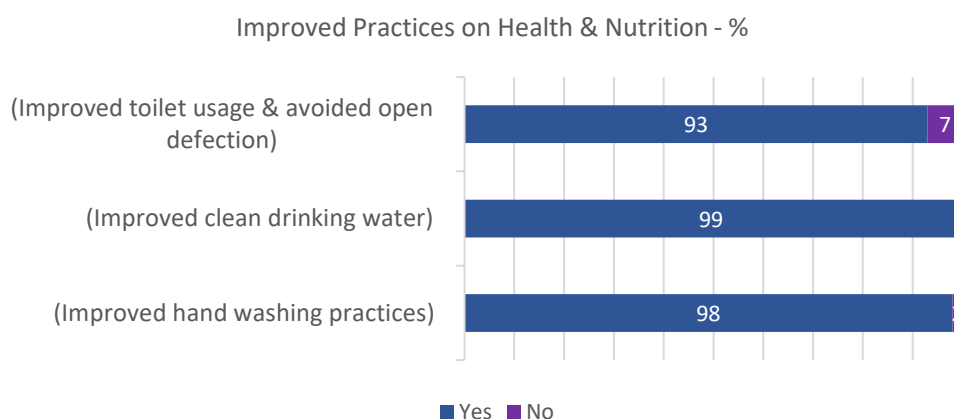 Improved Practices on Health & Nutrition - %
(Improved toilet usage & avoided open
defection)
93
7
(Improved clean drinking water)
99
(Improved hand washing practices)
98
Yes
No